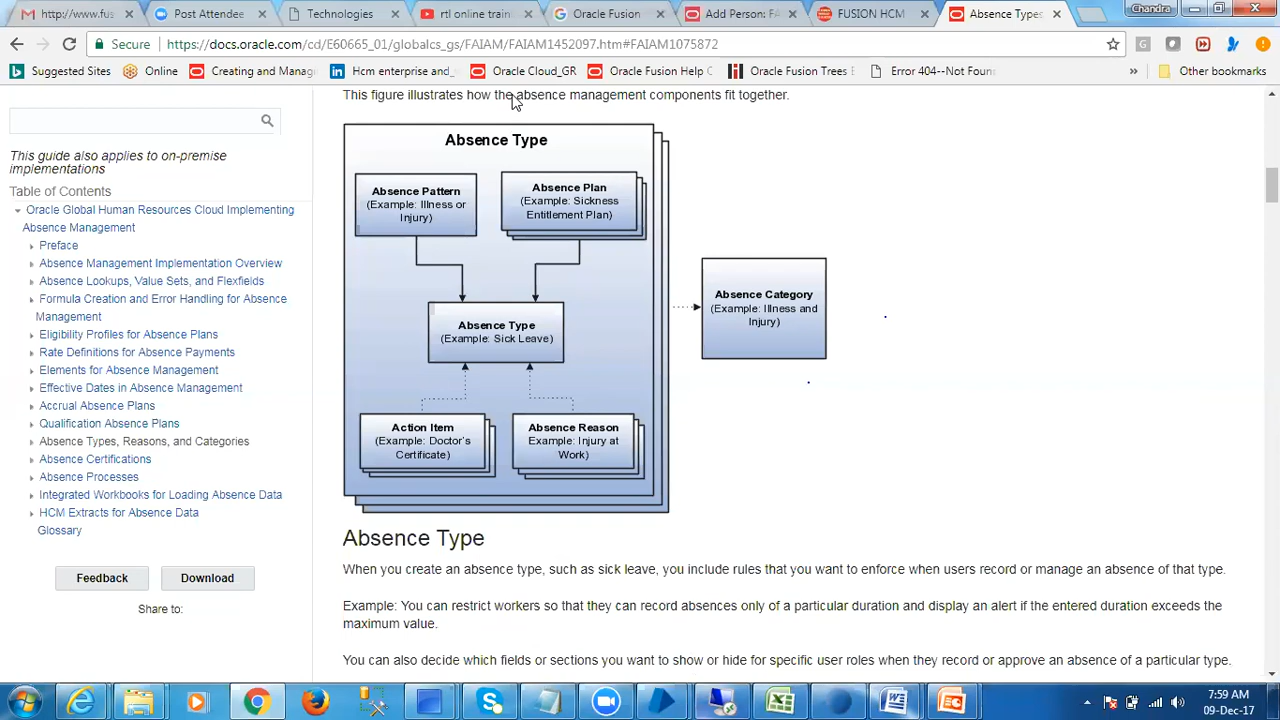 http://www.fus
Post Attendee
Technologies
rtl online train
Oracle Fusion
Add Person: FA
FUSION HCM
Absence Types,
Chandra
Secure
https://docs.oracle.com/cd/E60665_01/globalcs_gs/FAIAM/FAIAM1452097.htm#FAIAM1075872
Suggested Sites
Online
Creating and Manag
Hcm enterprise and
Oracle Cloud_GR
Oracle Fusion Help C
Oracle Fusion Trees E
Error 404--Not Foun
»
Other bookmarks
This guide also applies to on-premise
implementations
Table of Contents
Oracle Global Human Resources Cloud Implementing
Absence Management
Preface
Absence Management Implementation Overview
Absence Lookups, Value Sets, and Flexfields
Formula Creation and Error Handling for Absence
Management
Eligibility Profiles for Absence Plans
Rate Definitions for Absence Payments
Elements for Absence Management
Effective Dates in Absence Management
Accrual Absence Plans
Qualification Absence Plans
Absence Types, Reasons, and Categories
Absence Certifications
Absence Processes
Integrated Workbooks for Loading Absence Data
HCM Extracts for Absence Data
Glossary
Feedback
Download
Share to:
This figure illustrates how the absence management components fit together.
Absence Type
Absence Pattern
(Example: Illness or
Injury)
Absence Plan
(Example: Sickness
Entitlement Plan)
Absence Type
(Example: Sick Leave)
Absence Category
(Example: Illness and
Injury)
Action Item
(Example: Doctor's
Certificate)
Absence Reason
Example: Injury at
Work)
Absence Type
When you create an absence type, such as sick leave, you include rules that you want to enforce when users record or manage an absence of that type.
Example: You can restrict workers so that they can record absences only of a particular duration and display an alert if the entered duration exceeds the
maximum value.
You can also decide which fields or sections you want to show or hide for specific user roles when they record or approve an absence of a particular type.
7:59 AM
09-Dec-17